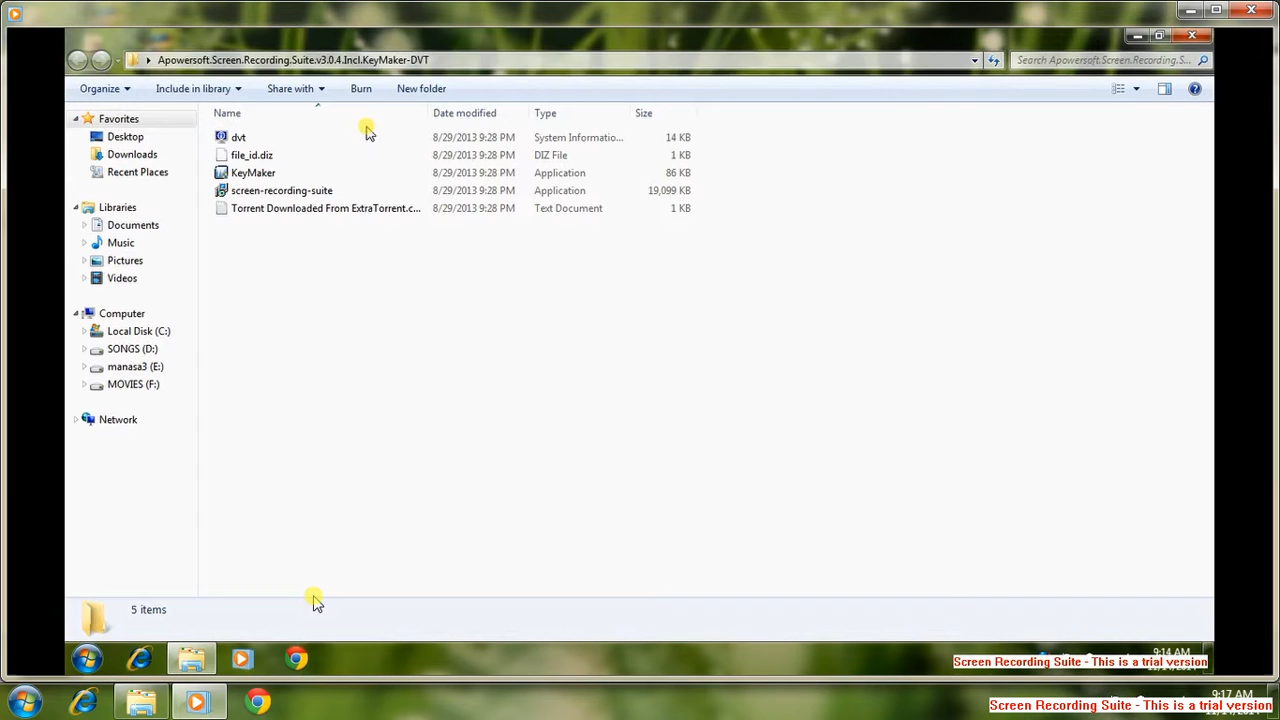 Apowersoft.Screen.Recording.Suite.v3.0.4.Incl.KeyMaker-DVT
Search Apowersoft.Screen.Recording.S...
Organize Include in library Share with Burn New folder
Name Date modified Type Size
Favorites
Desktop
Downloads
Recent Places
Libraries
Documents
Music
Pictures
Videos
Computer
Local Disk (C:)
SONGS (D:)
manasa3 (E:)
MOVIES (F:)
Network
dvt 8/29/2013 9:28 PM System Informatio... 14 KB
file_id.diz 8/29/2013 9:28 PM DIZ File 1 KB
KeyMaker 8/29/2013 9:28 PM Application 86 KB
screen-recording-suite 8/29/2013 9:28 PM Application 19,099 KB
Torrent Downloaded From ExtraTorrent.c... 8/29/2013 9:28 PM Text Document 1 KB
5 items
9:14 AM
Screen Recording Suite - This is a trial version
9:17 AM
Screen Recording Suite - This is a trial version